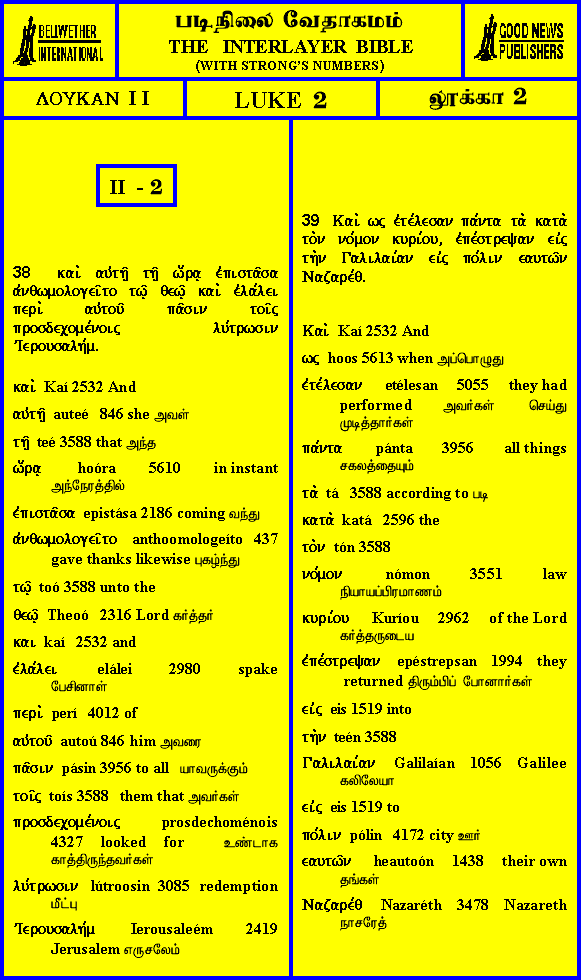 BELLWETHER
INTERNATIONAL
படிநிலை வேதாகமம்
THE INTERLAYER BIBLE
(WITH STRONG'S NUMBERS)
GOOD NEWS
PUBLISHERS
ΛΟΥΚΑΝ II
LUKE 2
லூக்கா 2
II - 2
38 καὶ αὐτῇ τῇ ὥρᾳ ἐπιστᾶσα
ἀνθωμολογεῖτο τῷ θεῷ καὶ ἐλάλει
περὶ αὐτοῦ πᾶσιν τοῖς
προσδεχομένοις λύτρωσιν
Ἰερουσαλήμ.
καὶ Kaí 2532 And
αὐτῇ auteé 846 she அவள்
τῇ teé 3588 that அந்த
ὥρᾳ hoóra 5610 in instant
அந்நேரத்தில்
ἐπιστᾶσα epistása 2186 coming வந்து
ἀνθωμολογεῖτο anthoomologeíto 437
gave thanks likewise புகழ்ந்து
τῷ toó 3588 unto the
θεῷ Theoó 2316 Lord கர்த்தர்
και kaí 2532 and
ἐλάλει elálei 2980 spake
பேசினாள்
περὶ perí 4012 of
αὐτοῦ autoú 846 him அவரை
πᾶσιν pásin 3956 to all யாவருக்கும்
τοῖς toís 3588 them that அவர்கள்
προσδεχομένοις prosdechoménois
4327 looked for உண்டாக
காத்திருந்தவர்கள்
λύτρωσιν lútroosin 3085 redemption
மீட்பு
Ἰερουσαλήμ Ierousaleém 2419
Jerusalem எருசலேம்
39 Καὶ ως ἐτέλεσαν πάντα τὰ κατὰ
τὸν νόμον κυρίου, ἐπέστρεψαν εἰς
τὴν Γαλιλαίαν εἰς πόλιν εαυτῶν
Ναζαρέθ.
Καὶ Kaí 2532 And
ως hoos 5613 when அப்பொழுது
ἐτέλεσαν etélesan 5055 they had
performed அவர்கள் செய்து
முடித்தார்கள்
πάντα pánta 3956 all things
சகலத்தையும்
τὰ tá 3588 according to படி
κατὰ katá 2596 the
τὸν tón 3588
νόμον nómon 3551 law
நியாயப்பிரமாணம்
κυρίου Kuríou 2962 of the Lord
கர்த்தருடைய
ἐπέστρεψαν epéstrepsan 1994 they
returned திரும்பிப் போனார்கள்
εἰς eis 1519 into
τὴν teén 3588
Γαλιλαίαν Galilaían 1056 Galilee
கலிலேயா
εἰς eis 1519 to
πόλιν pólin 4172 city ஊர்
εαυτῶν heautoón 1438 their own
தங்கள்
Ναζαρέθ Nazaréth 3478 Nazareth
நாசரேத்